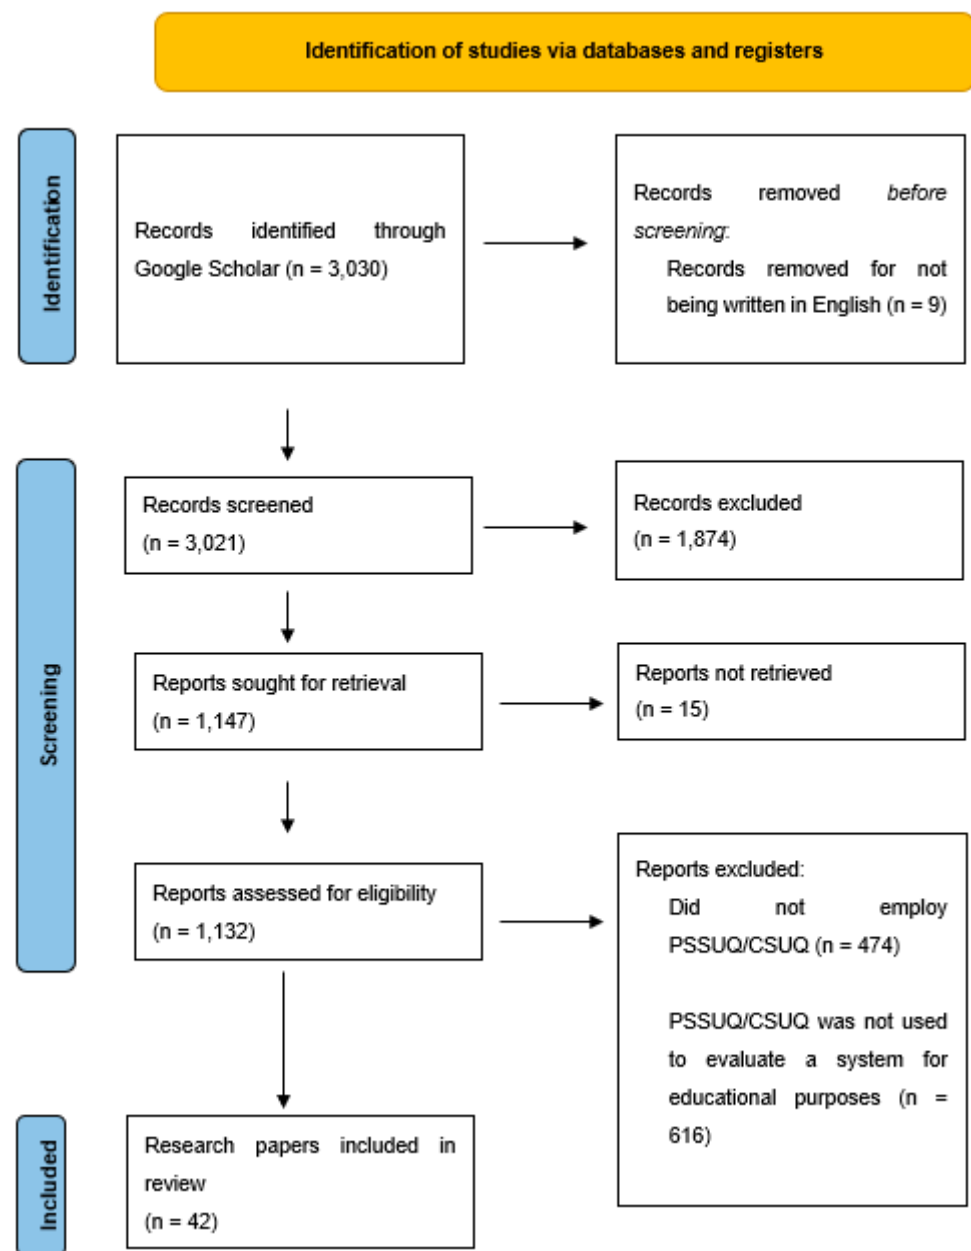 Identification of studies via databases and registers
Identification
Records identified through
Google Scholar (n = 3,030)
Records removed before
screening:
Records removed for not
being written in English (n = 9)
Screening
Records screened
(n = 3,021)
Records excluded
(n = 1,874)
Reports sought for retrieval
(n = 1,147)
Reports not retrieved
(n = 15)
Reports assessed for eligibility
(n = 1,132)
Reports excluded:
Did not employ
PSSUQ/CSUQ (n = 474)
PSSUQ/CSUQ was not used
to evaluate a system for
educational purposes (n =
616)
Included
Research papers included in
review
(n = 42)